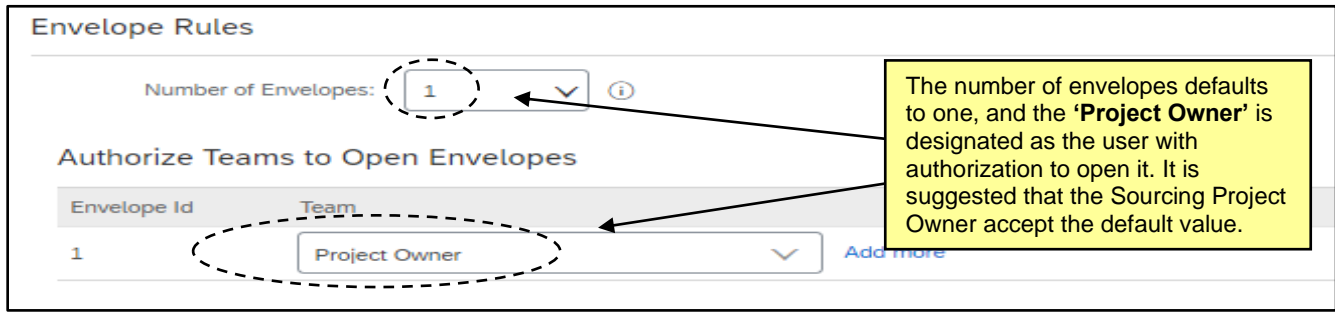 Envelope Rules
Number of Envelopes: 1
The number of envelopes defaults
to one, and the ‘Project Owner’ is
designated as the user with
authorization to open it. It is
suggested that the Sourcing Project
Owner accept the default value.
Authorize Teams to Open Envelopes
Envelope Id Team
1 Project Owner Add more